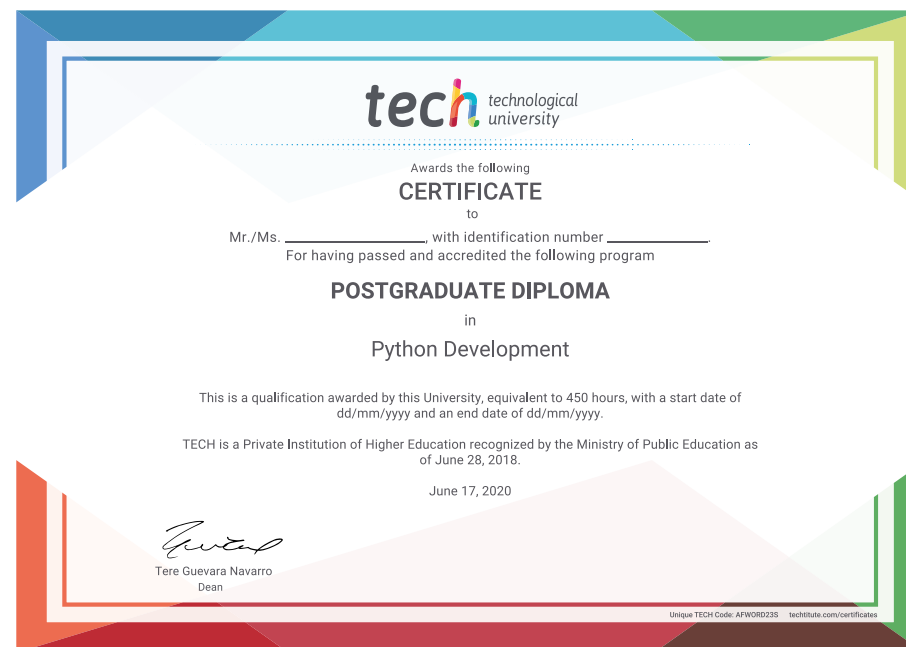 tech technological
university
Awards the following
CERTIFICATE
to
Mr./Ms. ____________________, with identification number ______________.
For having passed and accredited the following program
POSTGRADUATE DIPLOMA
in
Python Development
This is a qualification awarded by this University, equivalent to 450 hours, with a start date of
dd/mm/yyyy and an end date of dd/mm/yyyy.
TECH is a Private Institution of Higher Education recognized by the Ministry of Public Education as
of June 28, 2018.
June 17, 2020
Tere Guevara Navarro
Dean
Unique TECH Code: AFWORD23S techtitute.com/certificates